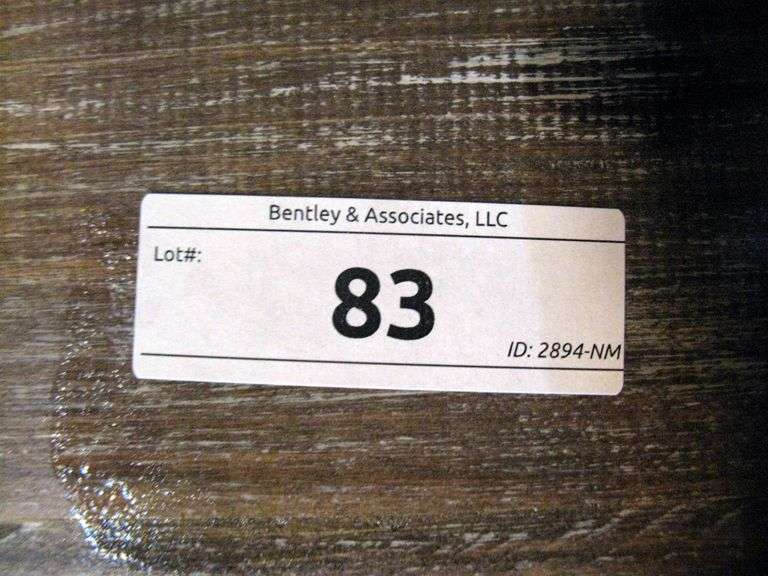 Bentley & Associates, LLC
Lot#:
83
ID: 2894-NM